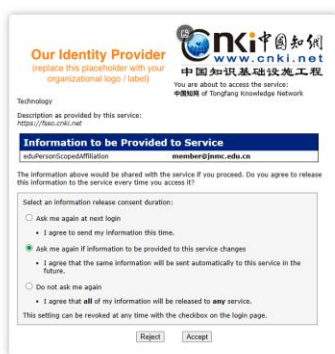 Our Identity Provider
(replace this placeholder with your
organizational logo / label)
cnki中国知网
www.cnki.net
中国知识基础设施工程
You are about to access the service:
中国知网 of Tongfang Knowledge Network
Technology
Description as provided by this service:
https://fsso.cnki.net
Information to be Provided to Service
eduPersonScopedAffiliation member@jnmc.edu.cn
The information above would be shared with the service if you proceed. Do you agree to release
this information to the service every time you access it?
Select an information release consent duration:
Ask me again at next login
• I agree to send my information this time.
Ask me again if information to be provided to this service changes
• I agree that the same information will be sent automatically to this service in the
future.
Do not ask me again
• I agree that all of my information will be released to any service.
This setting can be revoked at any time with the checkbox on the login page.
Reject Accept